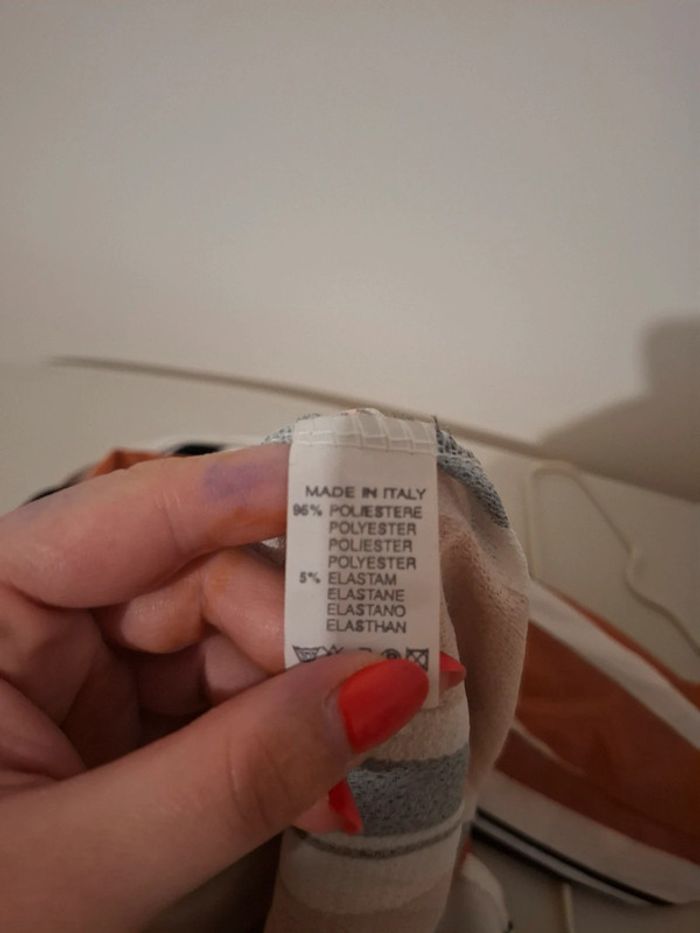 MADE IN ITALY
96% POLIESTERE
POLYESTER
POLIESTER
POLYESTER
5% ELASTAM
ELASTANE
ELASTANO
ELASTHAN